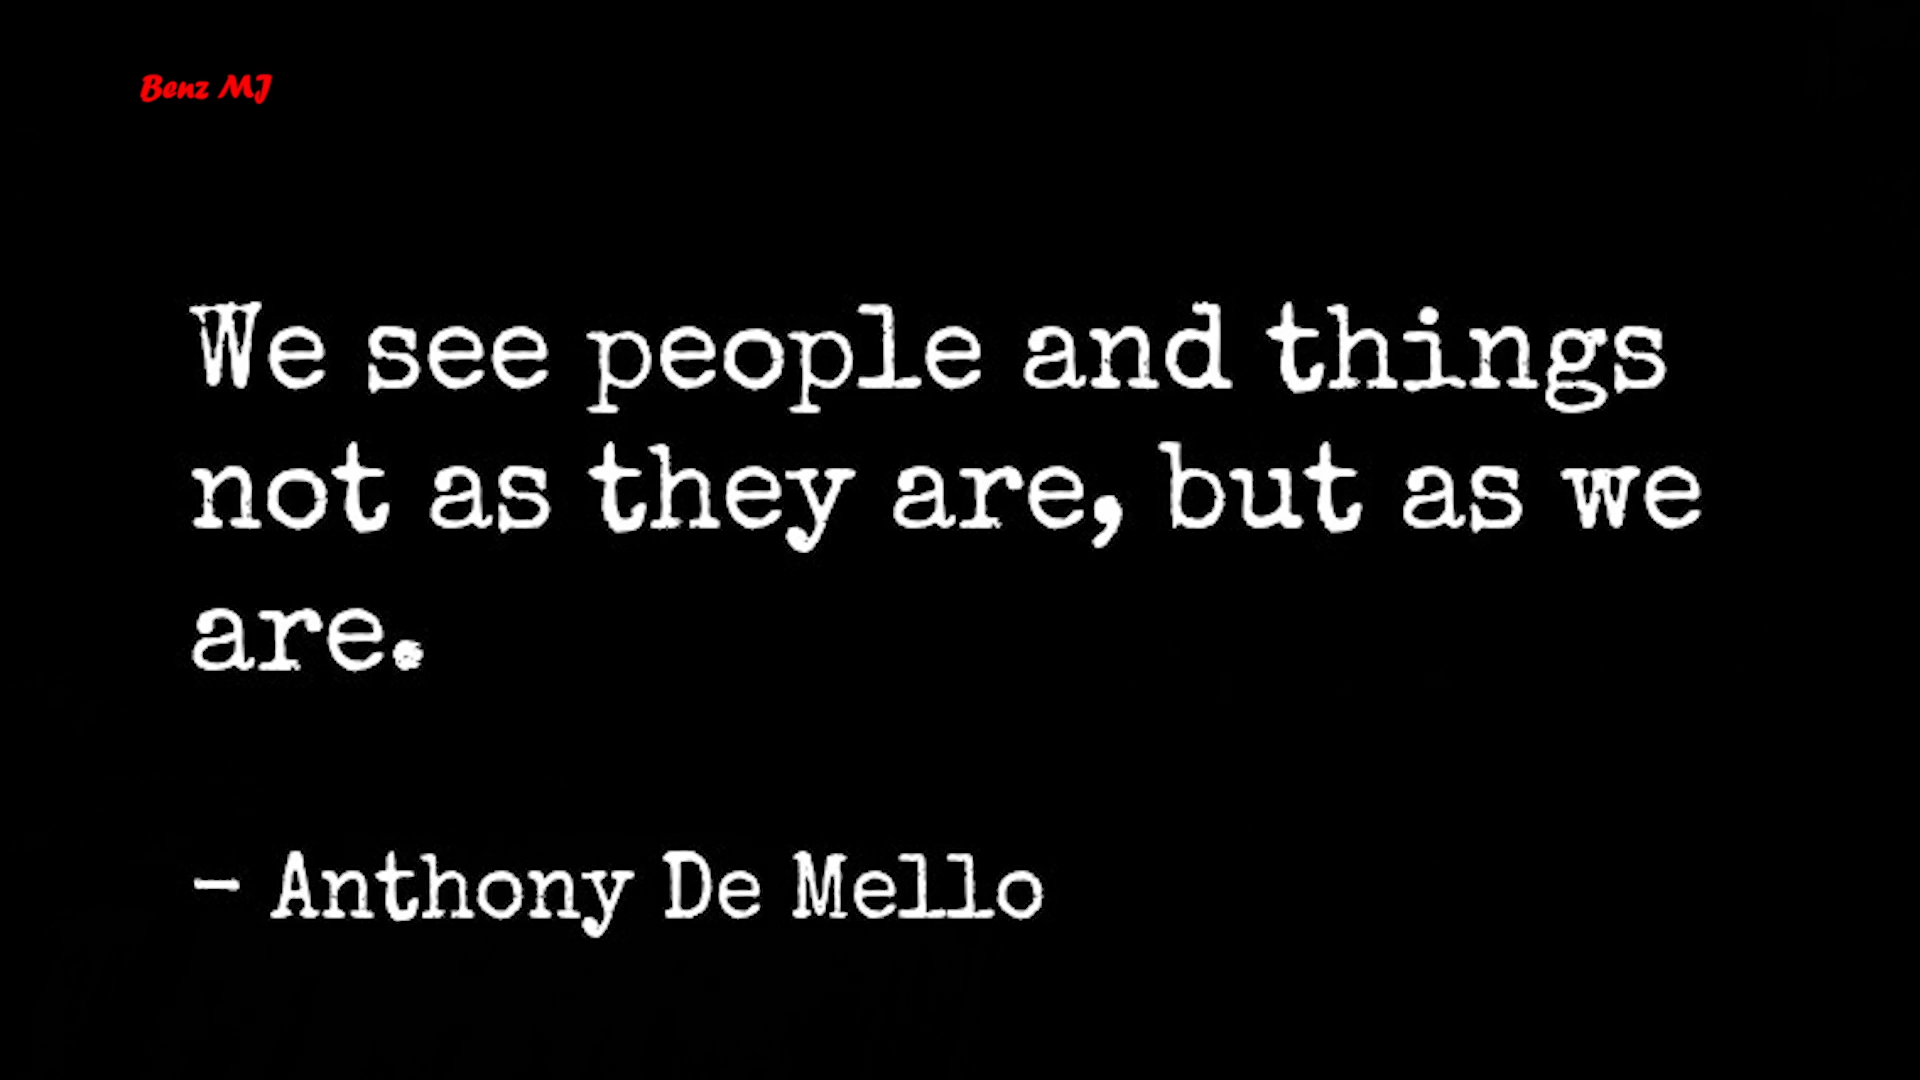 Benz MJ
We see people and things
not as they are, but as we
are.
- Anthony De Mello